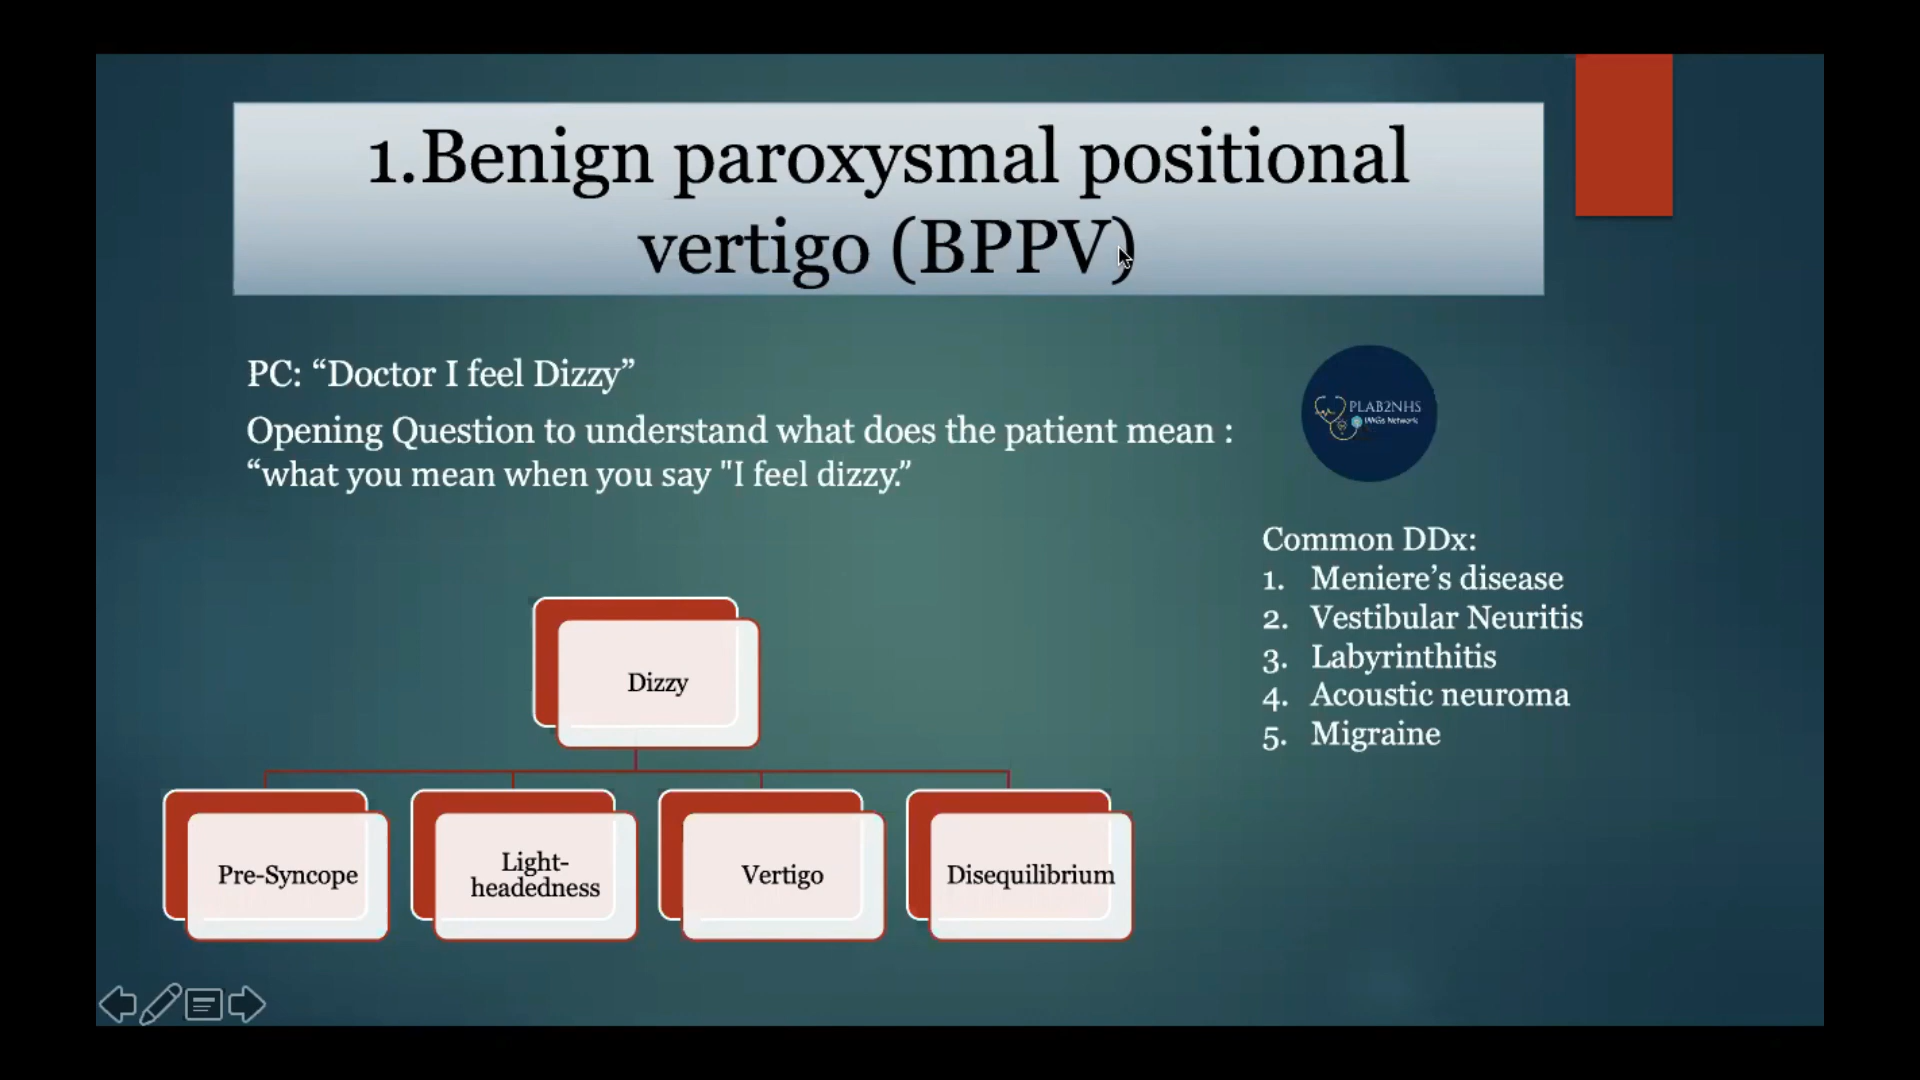 1.Benign paroxysmal positional
vertigo (BPPV)
PC: “Doctor I feel Dizzy”
Opening Question to understand what does the patient mean :
“what you mean when you say "I feel dizzy.”
PLAB2NHS
IMGs Network
Common DDx:
1. Meniere’s disease
2. Vestibular Neuritis
3. Labyrinthitis
4. Acoustic neuroma
5. Migraine
Dizzy
Pre-Syncope
Light-
headedness
Vertigo
Disequilibrium